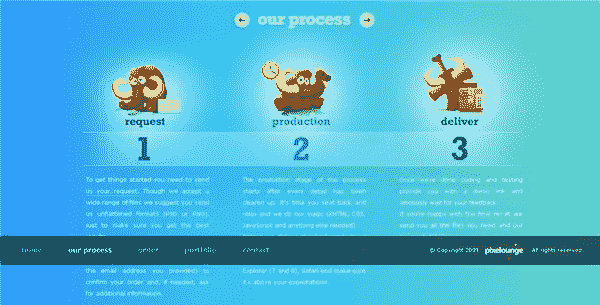 our process
request
production
deliver
1
2
3
To get things started you need to send
us your request. Though we accept a
wide range of files we suggest you send
us unflattened formats (PSD or PNG),
just to make sure you get the best
The production stage of the process
starts after every detail has been
cleared up. It's time you sit back and
relax and we do our magic (xHTML, CSS,
JavaScript and anything else needed)
Once we're done coding and testing
provide you with a demo link and
await for your feedback
If you're happy with the final result we
send you all the files you need and our
home our process order portfolio contact
© Copyright 2009 pixelounge All rights reserved
the email address you provided) to
confirm your order and, if needed, ask
for additional information.
Explorer (7 and 8), Safari and
it's above your expectations!